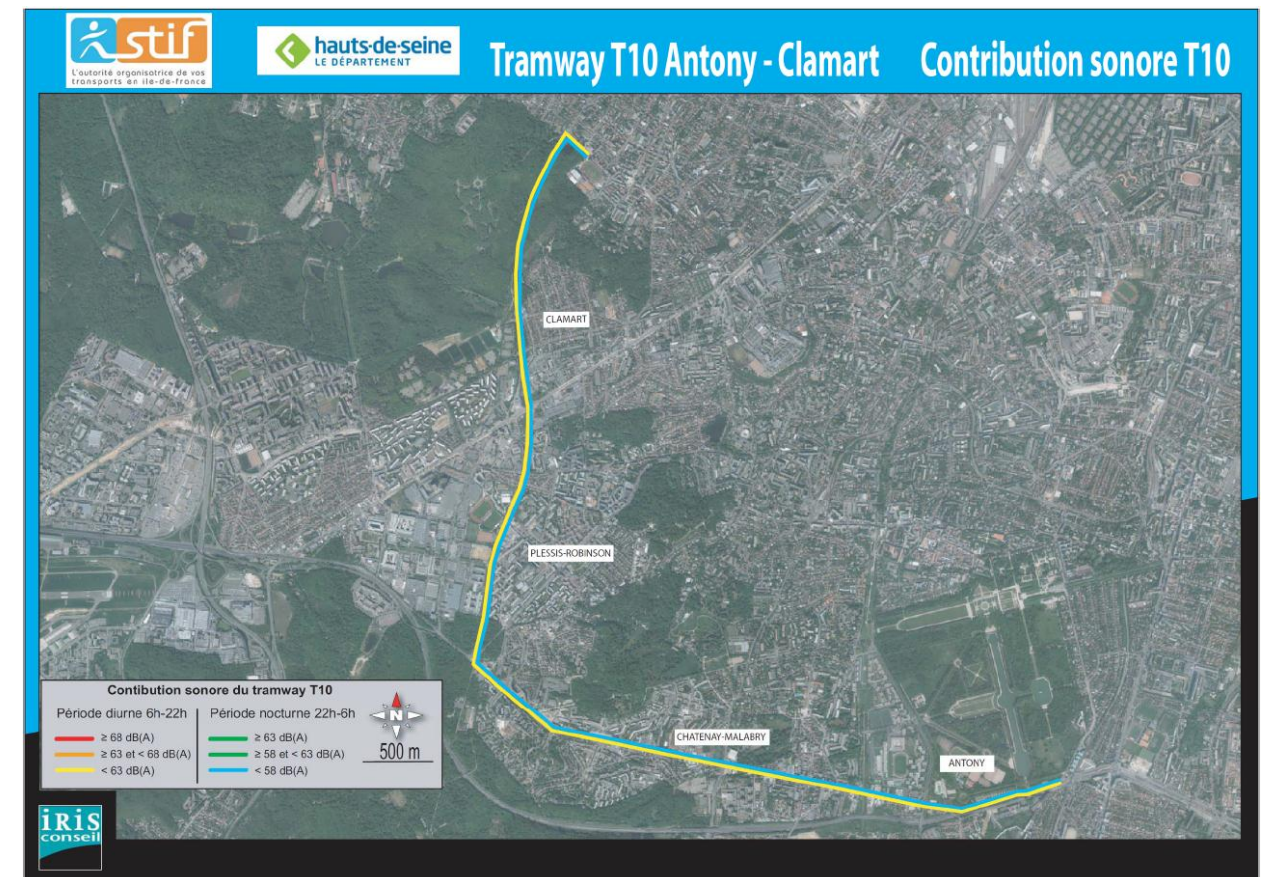 stif
L'autorité organisatrice de vos
transports en ile-de-france
hauts-de-seine
LE DÉPARTEMENT
Tramway T10 Antony - Clamart Contribution sonore T10
CLAMART
PLESSIS-ROBINSON
CHATENAY-MALABRY
ANTONY
Contibution sonore du tramway T10
Période diurne 6h-22h
≥ 68 dB(A)
≥ 63 et < 68 dB(A)
< 63 dB(A)
Période nocturne 22h-6h
≥ 63 dB(A)
≥ 58 et < 63 dB(A)
< 58 dB(A)
N
500 m
iRiS
conseil